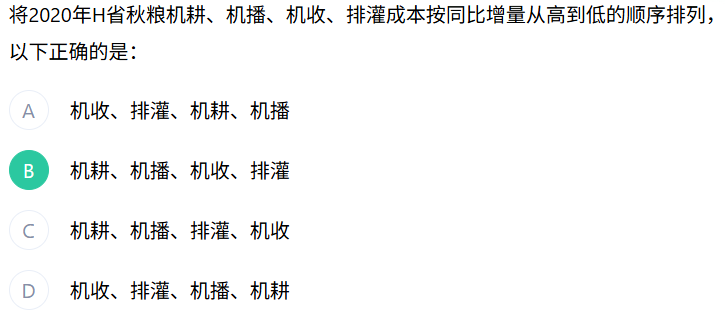 将2020年H省秋粮机耕、机播、机收、排灌成本按同比增量从高到低的顺序排列，
以下正确的是：
A 机收、排灌、机耕、机播
B 机耕、机播、机收、排灌
C 机耕、机播、排灌、机收
D 机收、排灌、机播、机耕